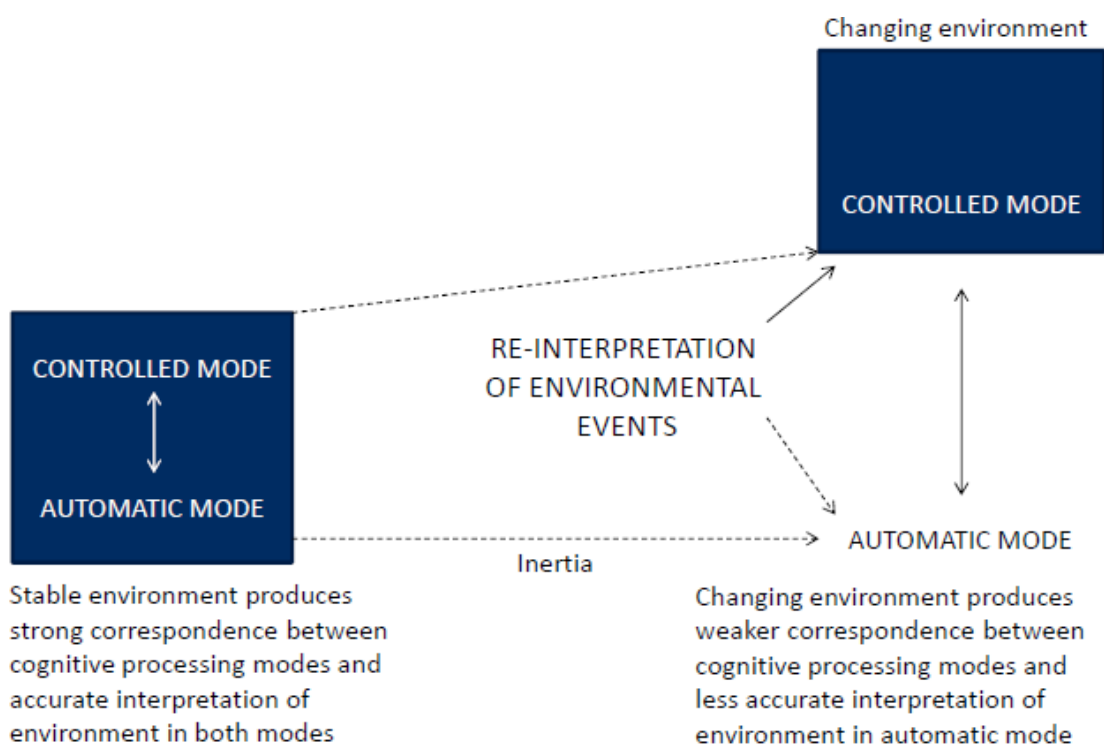 Changing environment
CONTROLLED MODE
RE-INTERPRETATION
OF ENVIRONMENTAL
EVENTS
CONTROLLED MODE
AUTOMATIC MODE
AUTOMATIC MODE
Inertia
Stable environment produces
strong correspondence between
cognitive processing modes and
accurate interpretation of
environment in both modes
Changing environment produces
weaker correspondence between
cognitive processing modes and
less accurate interpretation of
environment in automatic mode